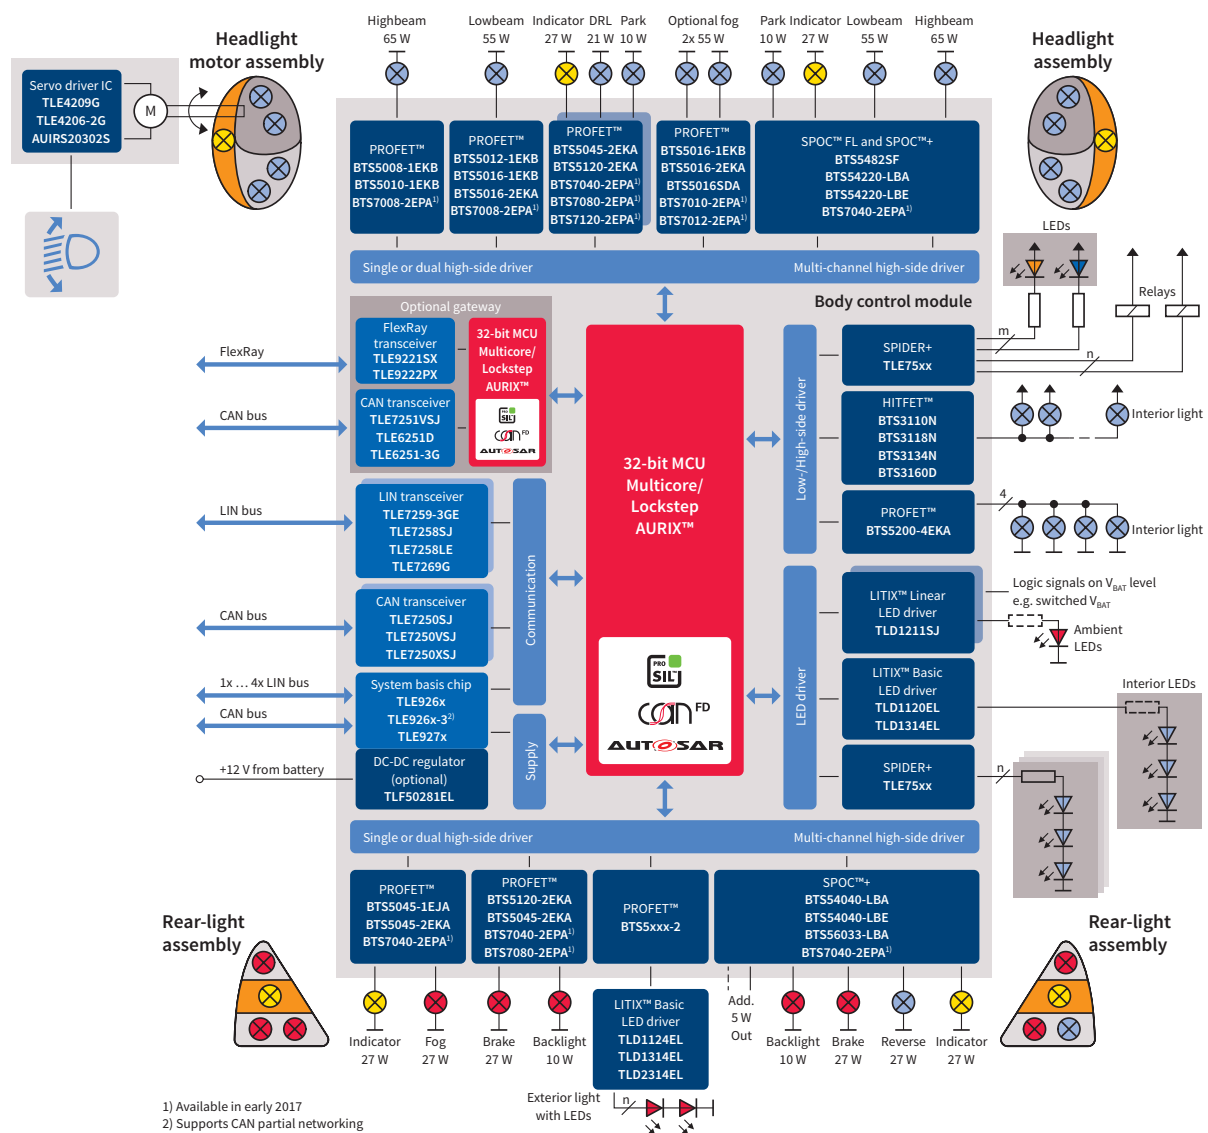 Highbeam
65 W
Lowbeam
55 W
Indicator
27 W
DRL
21 W
Park
10 W
Optional fog
2x 55 W
Park
10 W
Indicator
27 W
Lowbeam
55 W
Highbeam
65 W
Headlight
motor assembly
Headlight
assembly
Servo driver IC
TLE4209G
TLE4206-2G
AUIRS20302S
M
PROFET™
BTS5008-1EKB
BTS5010-1EKB
BTS7008-2EPA1)
PROFET™
BTS5012-1EKB
BTS5016-1EKB
BTS5016-2EKA
BTS7008-2EPA1)
PROFET™
BTS5045-2EKA
BTS5120-2EKA
BTS7040-2EPA1)
BTS7080-2EPA1)
BTS7120-2EPA1)
PROFET™
BTS5016-1EKB
BTS5016-2EKA
BTS5016SDA
BTS7010-2EPA1)
BTS7012-2EPA1)
SPOC™ FL and SPOC™+
BTS5482SF
BTS54220-LBA
BTS54220-LBE
BTS7040-2EPA1)
Single or dual high-side driver
Multi-channel high-side driver
LEDs
Relays
m
n
Body control module
Optional gateway
FlexRay
FlexRay
transceiver
TLE9221SX
TLE9222PX
CAN bus
CAN transceiver
TLE7251VSJ
TLE6251D
TLE6251-3G
32-bit MCU
Multicore/
Lockstep
AURIX™
PRO
SIL
CAN FD
AUTOSAR
LIN bus
LIN transceiver
TLE7259-3GE
TLE7258SJ
TLE7258LE
TLE7269G
CAN bus
CAN transceiver
TLE7250SJ
TLE7250VSJ
TLE7250XSJ
Communication
1x … 4x LIN bus
CAN bus
System basis chip
TLE926x
TLE926x-32)
TLE927x
Supply
+12 V from battery
DC-DC regulator
(optional)
TLF50281EL
32-bit MCU
Multicore/
Lockstep
AURIX™
PRO
SIL
CAN FD
AUTOSAR
Low-/High-side driver
SPIDER+
TLE75xx
HITFET™
BTS3110N
BTS3118N
BTS3134N
BTS3160D
Interior light
PROFET™
BTS5200-4EKA
4
Interior light
LED driver
LITIX™ Linear
LED driver
TLD1211SJ
Logic signals on VBAT level
e.g. switched VBAT
Ambient
LEDs
LITIX™ Basic
LED driver
TLD1120EL
TLD1314EL
Interior LEDs
SPIDER+
TLE75xx
n
Single or dual high-side driver
Multi-channel high-side driver
Rear-light
assembly
Rear-light
assembly
PROFET™
BTS5045-1EJA
BTS5045-2EKA
BTS7040-2EPA1)
PROFET™
BTS5120-2EKA
BTS5045-2EKA
BTS7040-2EPA1)
BTS7080-2EPA1)
PROFET™
BTS5xxx-2
SPOC™+
BTS54040-LBA
BTS54040-LBE
BTS56033-LBA
BTS7040-2EPA1)
Indicator
27 W
Fog
27 W
Brake
27 W
Backlight
10 W
LITIX™ Basic
LED driver
TLD1124EL
TLD1314EL
TLD2314EL
Add.
5 W
Out
Backlight
10 W
Brake
27 W
Reverse
27 W
Indicator
27 W
Exterior light
with LEDs
n
1) Available in early 2017
2) Supports CAN partial networking